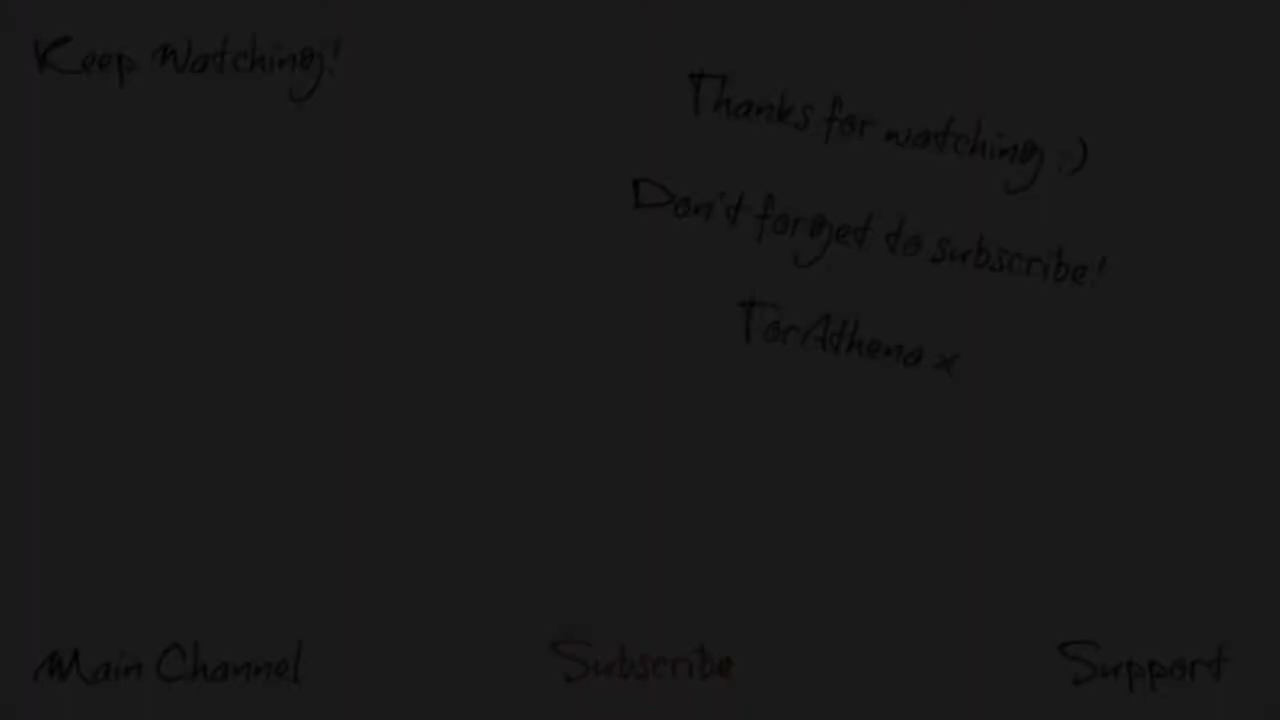 Keep Watching!
Thanks for watching :)
Don't forget to subscribe!
TorAthena x
Main Channel
Subscribe
Support